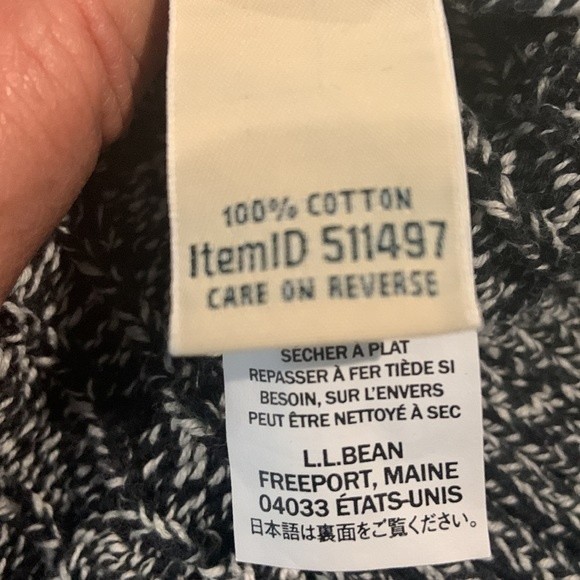 100% COTTON
ItemID 511497
CARE ON REVERSE
SÉCHER À PLAT
REPASSER À FER TIÈDE SI
BESOIN, SUR L'ENVERS
PEUT ÊTRE NETTOYÉ À SEC
L.L.BEAN
FREEPORT, MAINE
04033 ÉTATS-UNIS
日本語は裏面をご覧ください。